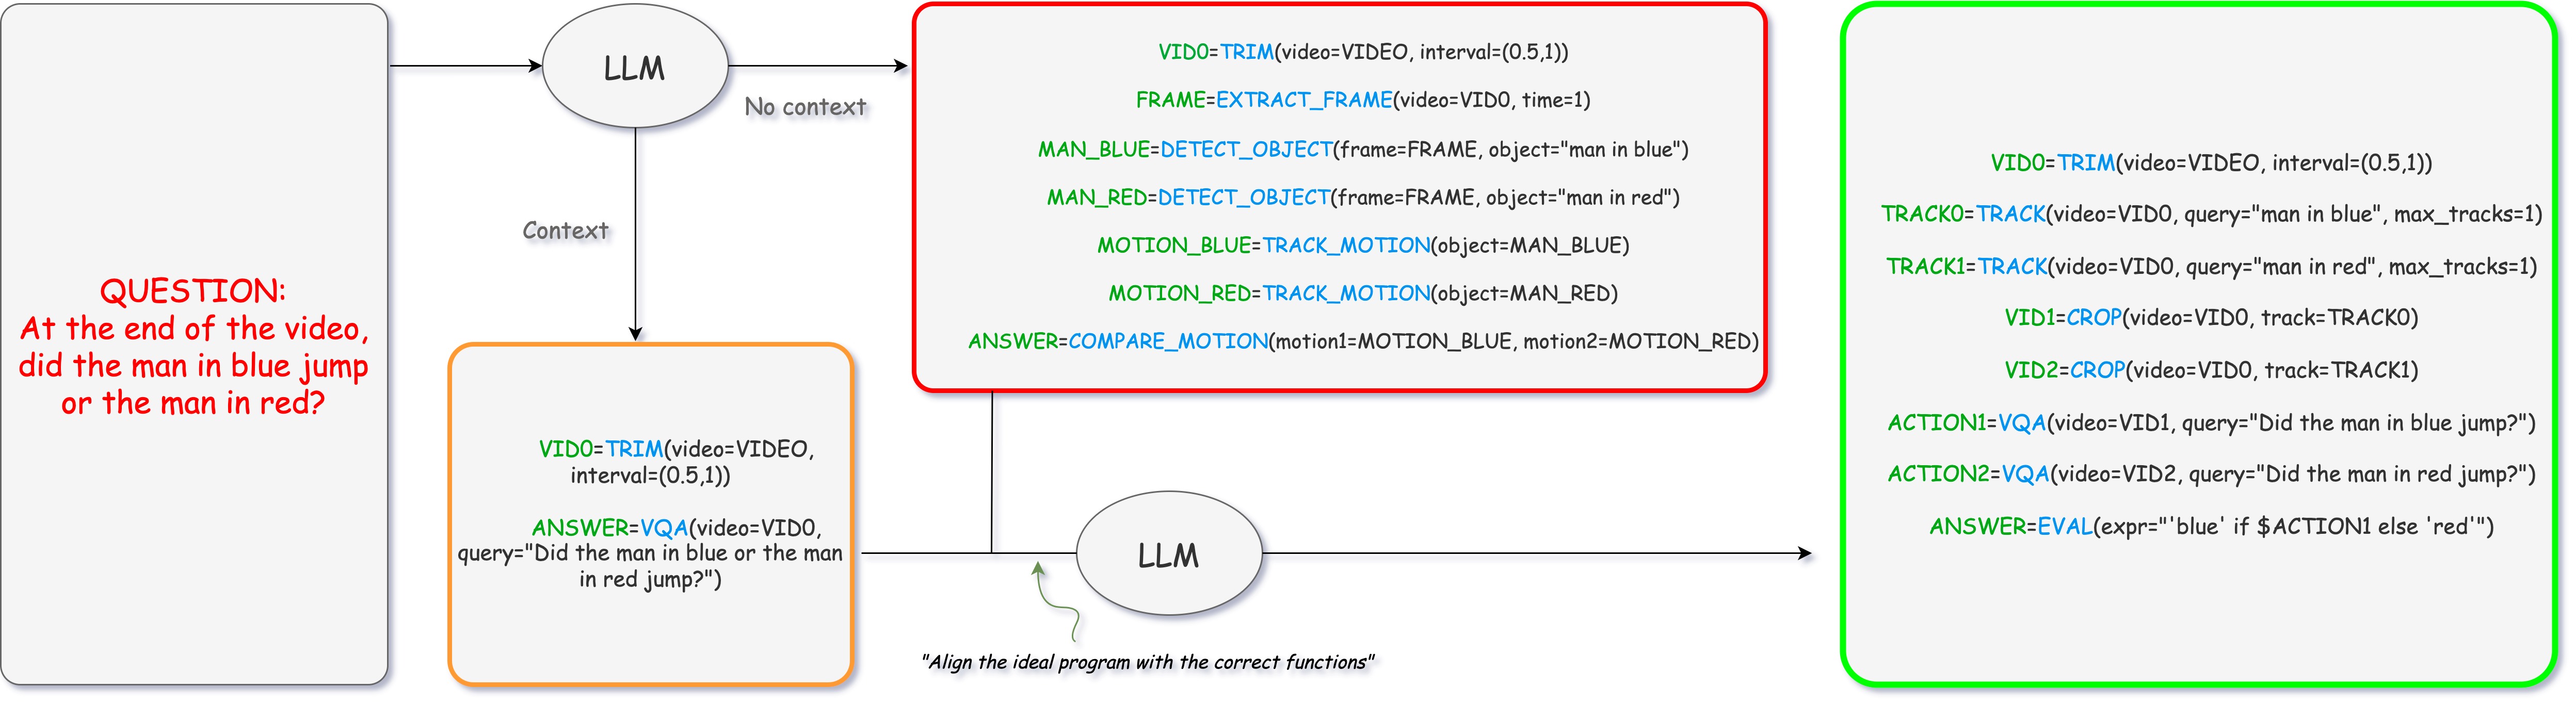 QUESTION:
At the end of the video,
did the man in blue jump
or the man in red?
LLM
No context
Context
VID0=TRIM(video=VIDEO, interval=(0.5,1))
FRAME=EXTRACT_FRAME(video=VID0, time=1)
MAN_BLUE=DETECT_OBJECT(frame=FRAME, object="man in blue")
MAN_RED=DETECT_OBJECT(frame=FRAME, object="man in red")
MOTION_BLUE=TRACK_MOTION(object=MAN_BLUE)
MOTION_RED=TRACK_MOTION(object=MAN_RED)
ANSWER=COMPARE_MOTION(motion1=MOTION_BLUE, motion2=MOTION_RED)
VID0=TRIM(video=VIDEO,
interval=(0.5,1))
ANSWER=VQA(video=VID0,
query="Did the man in blue or the man
in red jump?")
LLM
"Align the ideal program with the correct functions"
VID0=TRIM(video=VIDEO, interval=(0.5,1))
TRACK0=TRACK(video=VID0, query="man in blue", max_tracks=1)
TRACK1=TRACK(video=VID0, query="man in red", max_tracks=1)
VID1=CROP(video=VID0, track=TRACK0)
VID2=CROP(video=VID0, track=TRACK1)
ACTION1=VQA(video=VID1, query="Did the man in blue jump?")
ACTION2=VQA(video=VID2, query="Did the man in red jump?")
ANSWER=EVAL(expr="'blue' if $ACTION1 else 'red'")